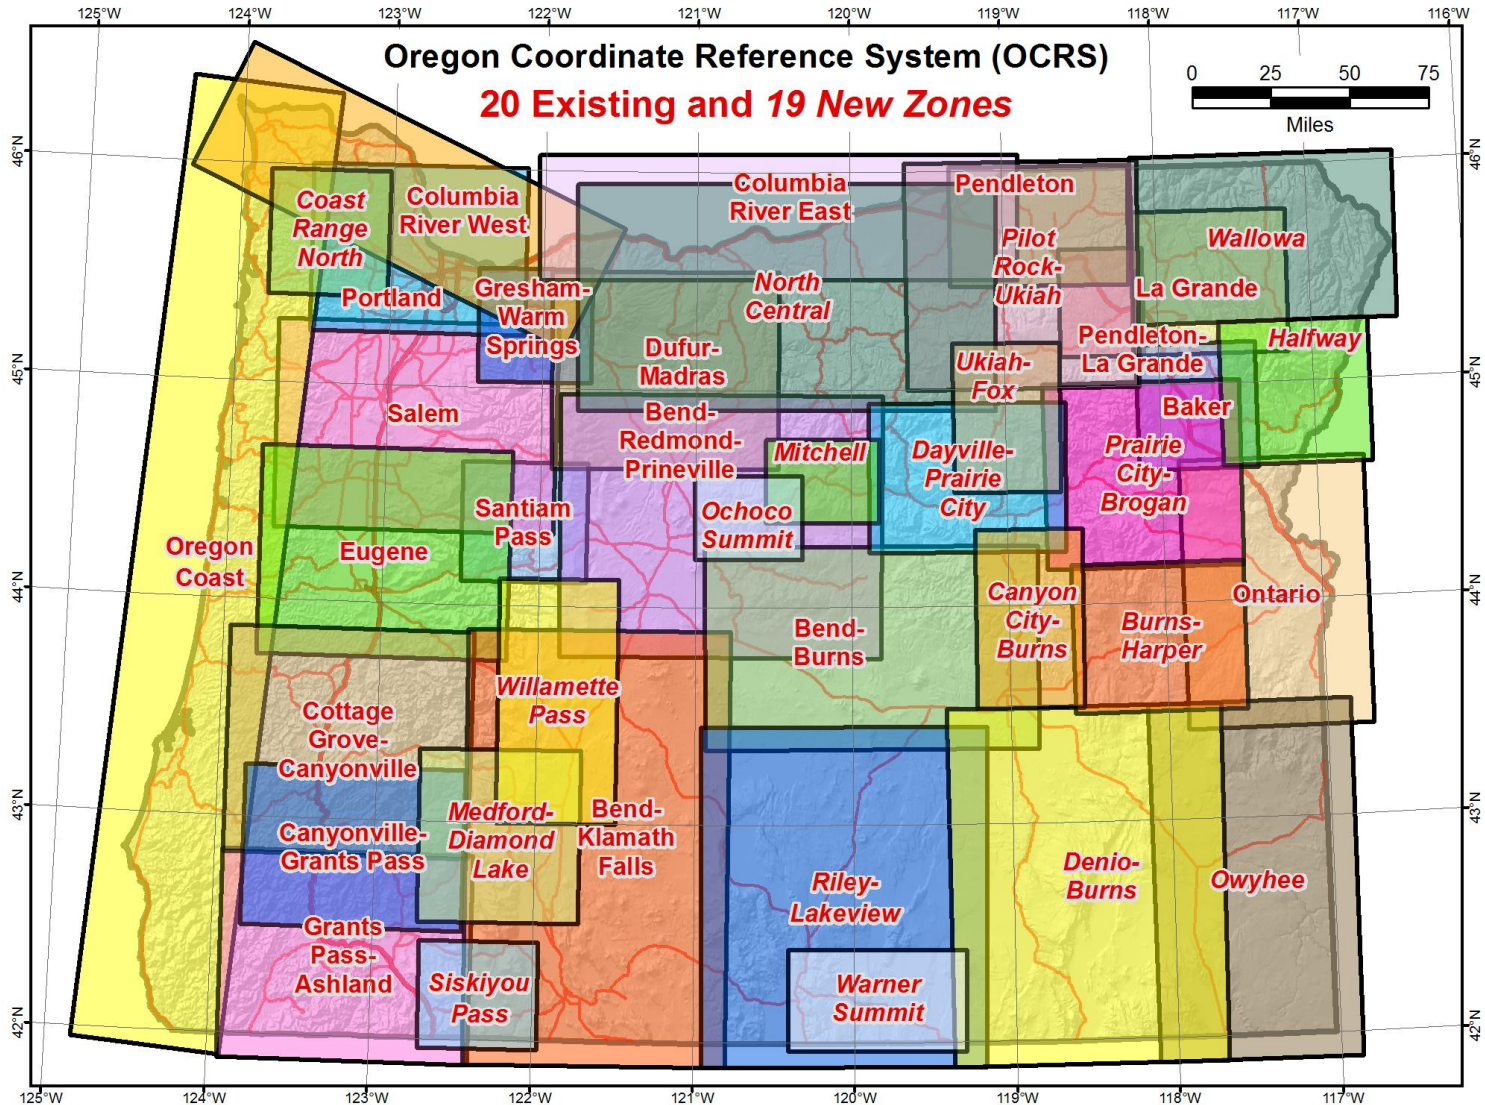 125°W 124°W 123°W 122°W 121°W 120°W 119°W 118°W 117°W 116°W
Oregon Coordinate Reference System (OCRS)
20 Existing and 19 New Zones
0 25 50 75
Miles
46°N
46°N
Coast
Range
North
Columbia
River West
Columbia
River East
Pendleton
Pilot
Rock-
Ukiah
Wallowa
La Grande
Portland
Gresham-
Warm
Springs
North
Central
Dufur-
Madras
Pendleton-
La Grande
Halfway
45°N
45°N
Ukiah-
Fox
Salem
Bend-
Redmond-
Prineville
Mitchell
Dayville-
Prairie
City
Baker
Prairie
City-
Brogan
Santiam
Pass
Ochoco
Summit
Oregon
Coast
Eugene
44°N
44°N
Canyon
City-
Burns
Burns-
Harper
Ontario
Bend-
Burns
Willamette
Pass
Cottage
Grove-
Canyonville
43°N
43°N
Canyonville-
Grants Pass
Medford-
Diamond
Lake
Bend-
Klamath
Falls
Riley-
Lakeview
Denio-
Burns
Owyhee
Grants
Pass-
Ashland
Siskiyou
Pass
Warner
Summit
42°N
42°N
125°W 124°W 123°W 122°W 121°W 120°W 119°W 118°W 117°W